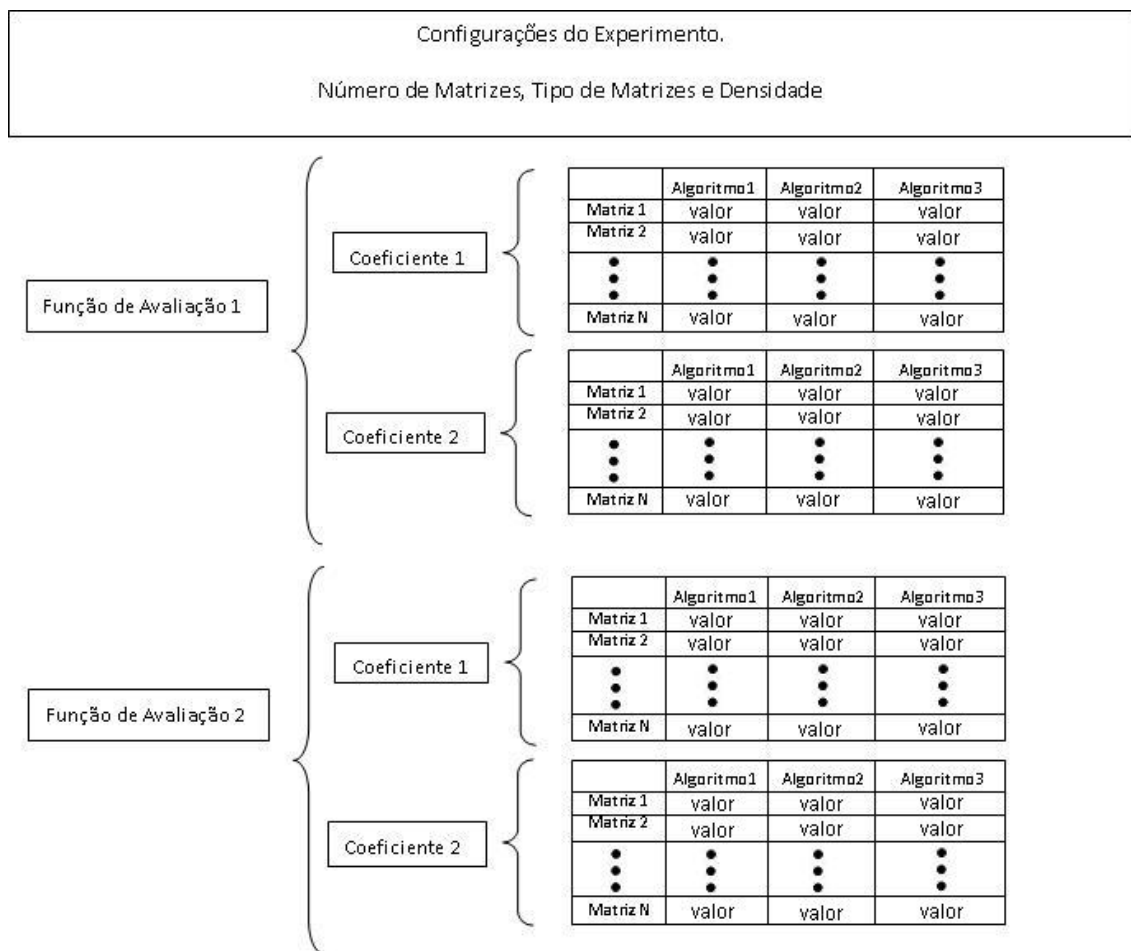 Configurações do Experimento.
Número de Matrizes, Tipo de Matrizes e Densidade
Função de Avaliação 1
Coeficiente 1
Algoritmo1 Algoritmo2 Algoritmo3
Matriz 1 valor valor valor
Matriz 2 valor valor valor
Matriz N valor valor valor
Coeficiente 2
Algoritmo1 Algoritmo2 Algoritmo3
Matriz 1 valor valor valor
Matriz 2 valor valor valor
Matriz N valor valor valor
Função de Avaliação 2
Coeficiente 1
Algoritmo1 Algoritmo2 Algoritmo3
Matriz 1 valor valor valor
Matriz 2 valor valor valor
Matriz N valor valor valor
Coeficiente 2
Algoritmo1 Algoritmo2 Algoritmo3
Matriz 1 valor valor valor
Matriz 2 valor valor valor
Matriz N valor valor valor